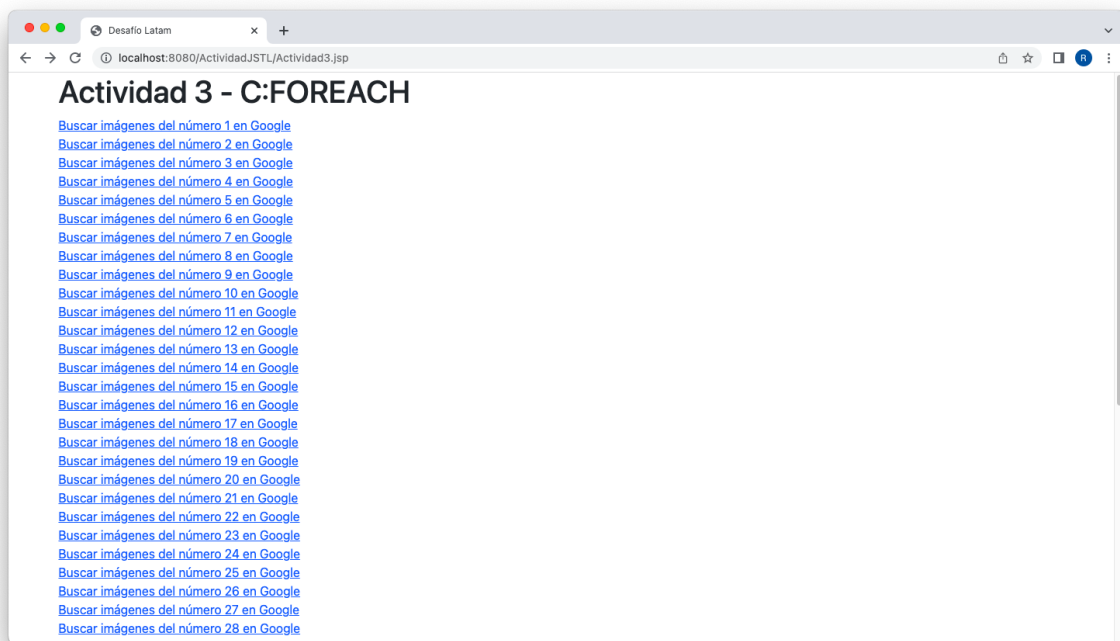 Desafío Latam
localhost:8080/ActividadJSTL/Actividad3.jsp
R
Actividad 3 - C:FOREACH
Buscar imágenes del número 1 en Google
Buscar imágenes del número 2 en Google
Buscar imágenes del número 3 en Google
Buscar imágenes del número 4 en Google
Buscar imágenes del número 5 en Google
Buscar imágenes del número 6 en Google
Buscar imágenes del número 7 en Google
Buscar imágenes del número 8 en Google
Buscar imágenes del número 9 en Google
Buscar imágenes del número 10 en Google
Buscar imágenes del número 11 en Google
Buscar imágenes del número 12 en Google
Buscar imágenes del número 13 en Google
Buscar imágenes del número 14 en Google
Buscar imágenes del número 15 en Google
Buscar imágenes del número 16 en Google
Buscar imágenes del número 17 en Google
Buscar imágenes del número 18 en Google
Buscar imágenes del número 19 en Google
Buscar imágenes del número 20 en Google
Buscar imágenes del número 21 en Google
Buscar imágenes del número 22 en Google
Buscar imágenes del número 23 en Google
Buscar imágenes del número 24 en Google
Buscar imágenes del número 25 en Google
Buscar imágenes del número 26 en Google
Buscar imágenes del número 27 en Google
Buscar imágenes del número 28 en Google